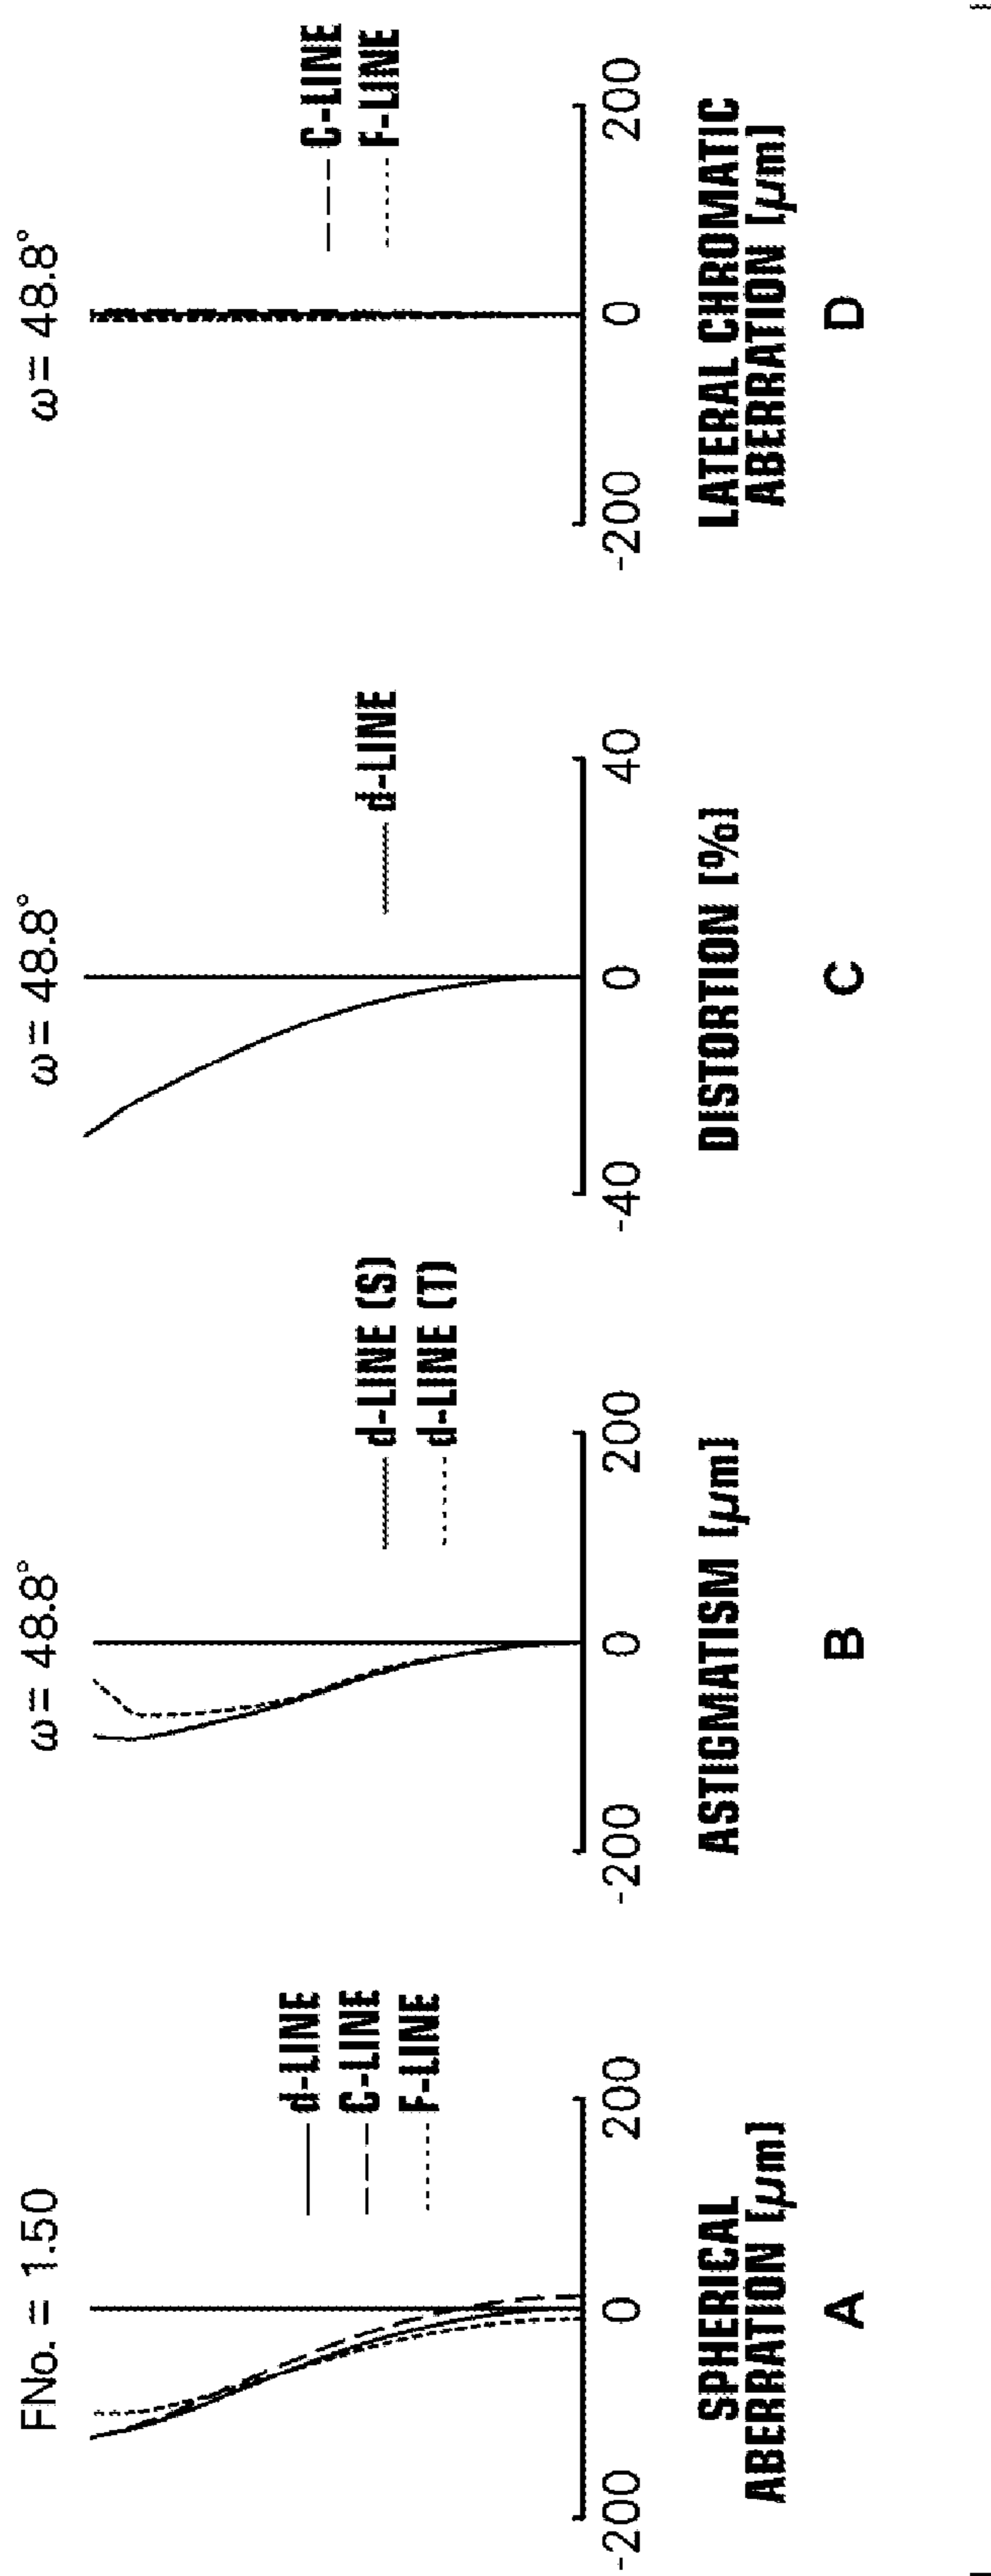 FNo. = 1.50
d-LINE
C-LINE
F-LINE
-200
0
200
SPHERICAL
ABERRATION [μm]
A
ω = 48.8°
d-LINE (S)
d-LINE (T)
-200
0
200
ASTIGMATISM [μm]
B
ω = 48.8°
d-LINE
-40
0
40
DISTORTION [%]
C
ω = 48.8°
C-LINE
F-LINE
-200
0
200
LATERAL CHROMATIC
ABERRATION [μm]
D